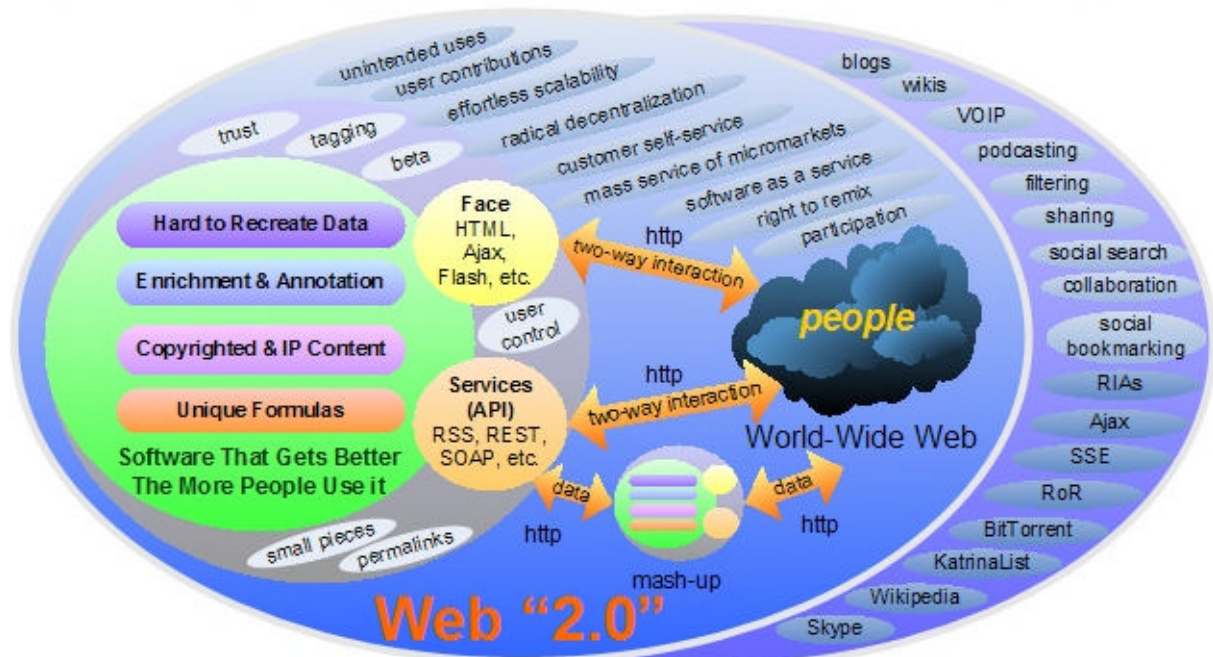 unintended uses
user contributions
effortless scalability
radical decentralization
customer self-service
mass service of micromarkets
software as a service
right to remix
participation
trust
tagging
beta
Hard to Recreate Data
Enrichment & Annotation
Copyrighted & IP Content
Unique Formulas
Software That Gets Better
The More People Use it
Face
HTML,
Ajax,
Flash, etc.
user
control
Services
(API)
RSS, REST,
SOAP, etc.
small pieces
permalinks
http
two-way interaction
http
two-way interaction
people
World-Wide Web
data
http
data
http
mash-up
Web “2.0”
blogs
wikis
VOIP
podcasting
filtering
sharing
social search
collaboration
social
bookmarking
RIAs
Ajax
SSE
RoR
BitTorrent
KatrinaList
Wikipedia
Skype